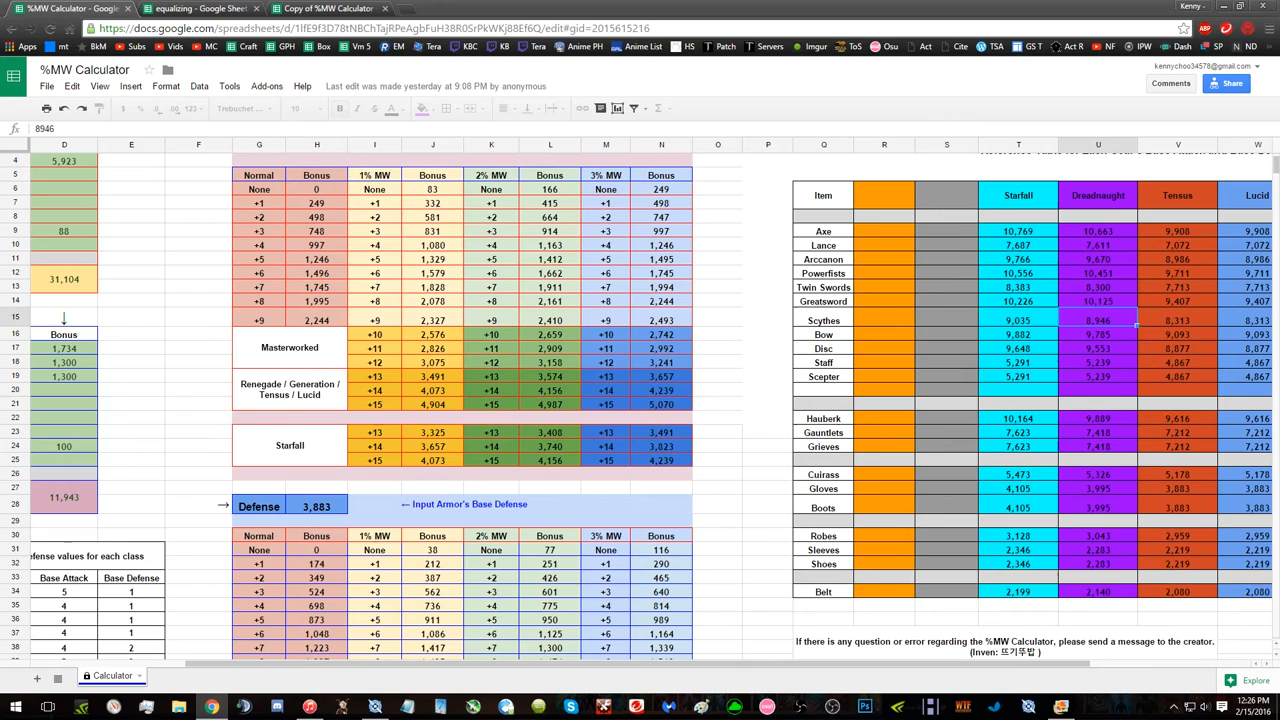 %MW Calculator - Google
equalizing - Google Sheets
Copy of %MW Calculator
Kenny
https://docs.google.com/spreadsheets/d/1lfE9f3D78tNBChTajRPeAgbFuH38R0SrPkWKj88Ef6Q/edit#gid=2015615216
Apps mt BkM Subs Vids MC Craft GPH Box Vm 5 EM Tera KBC KB Tera Anime PH Anime List HS Patch Servers Imgur ToS Osu Act Cite TSA Act R NOW IPW Dash SP ND
%MW Calculator
kennychoo34578@gmail.com
File Edit View Insert Format Data Tools Add-ons Help Last edit was made yesterday at 9:08 PM by anonymous
Comments Share
Trebuchet ... 10
fx 8946
D E F G H I J K L M N O P Q R S T U V W
4 5,923
5 Normal Bonus 1% MW Bonus 2% MW Bonus 3% MW Bonus
Item Starfall Dreadnaught Tensus Lucid
6 None 0 None 83 None 166 None 249
7 +1 249 +1 332 +1 415 +1 498
8 +2 498 +2 581 +2 664 +2 747
9 88 +3 748 +3 831 +3 914 +3 997 Axe 10,769 10,663 9,908 9,908
10 +4 997 +4 1,080 +4 1,163 +4 1,246 Lance 7,687 7,611 7,072 7,072
11 +5 1,246 +5 1,329 +5 1,412 +5 1,495 Arccanon 9,766 9,670 8,986 8,986
12 31,104 +6 1,496 +6 1,579 +6 1,662 +6 1,745 Powerfists 10,556 10,451 9,711 9,711
13 +7 1,745 +7 1,828 +7 1,911 +7 1,994 Twin Swords 8,383 8,300 7,713 7,713
14 +8 1,995 +8 2,078 +8 2,161 +8 2,244 Greatsword 10,226 10,125 9,407 9,407
15 ↓ +9 2,244 +9 2,327 +9 2,410 +9 2,493 Scythes 9,035 8,946 8,313 8,313
16 Bonus +10 2,576 +10 2,659 +10 2,742 Bow 9,882 9,785 9,093 9,093
17 1,734 Masterworked +11 2,826 +11 2,909 +11 2,992 Disc 9,648 9,553 8,877 8,877
18 1,300 +12 3,075 +12 3,158 +12 3,241 Staff 5,291 5,239 4,867 4,867
19 1,300 +13 3,491 +13 3,574 +13 3,657 Scepter 5,291 5,239 4,867 4,867
Renegade / Generation /
Tensus / Lucid
20 +14 4,073 +14 4,156 +14 4,239
21 +15 4,904 +15 4,987 +15 5,070
22 Hauberk 10,164 9,889 9,616 9,616
23 +13 3,325 +13 3,408 +13 3,491 Gauntlets 7,623 7,418 7,212 7,212
24 100 Starfall +14 3,657 +14 3,740 +14 3,823 Grieves 7,623 7,418 7,212 7,212
25 +15 4,073 +15 4,156 +15 4,239
26 Cuirass 5,473 5,326 5,178 5,178
27 11,943 Gloves 4,105 3,995 3,883 3,883
28 → Defense 3,883 ← Input Armor's Base Defense Boots 4,105 3,995 3,883 3,883
29
30 Normal Bonus 1% MW Bonus 2% MW Bonus 3% MW Bonus Robes 3,128 3,043 2,959 2,959
31 efense values for each class None 0 None 38 None 77 None 116 Sleeves 2,346 2,283 2,219 2,219
32 +1 174 +1 212 +1 251 +1 290 Shoes 2,346 2,283 2,219 2,219
33 Base Attack Base Defense +2 349 +2 387 +2 426 +2 465
34 5 1 +3 524 +3 562 +3 601 +3 640 Belt 2,199 2,140 2,080 2,080
35 4 1 +4 698 +4 736 +4 775 +4 814
36 4 1 +5 873 +5 911 +5 950 +5 989
37 4 1 +6 1,048 +6 1,086 +6 1,125 +6 1,164
If there is any question or error regarding the %MW Calculator, please send a message to the creator.
(Inven: 뜨기뚜밥 )
38 4 2 +7 1,223 +7 1,417 +7 1,300 +7 1,339
Calculator
Explore
12:26 PM
2/15/2016